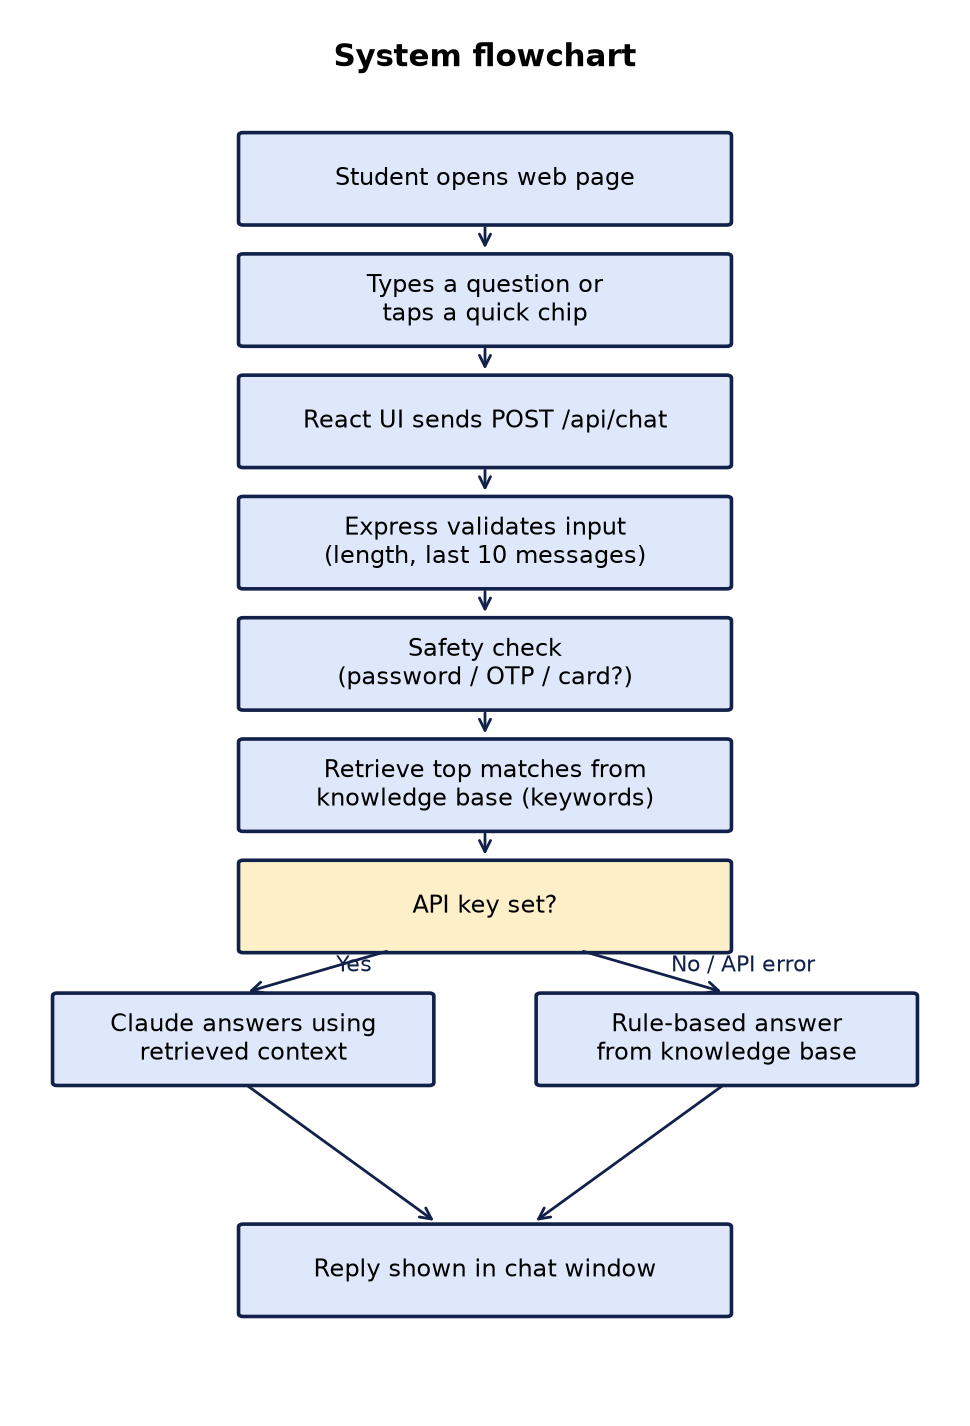 System flowchart
Student opens web page
Types a question or
taps a quick chip
React UI sends POST /api/chat
Express validates input
(length, last 10 messages)
Safety check
(password / OTP / card?)
Retrieve top matches from
knowledge base (keywords)
API key set?
Yes
No / API error
Claude answers using
retrieved context
Rule-based answer
from knowledge base
Reply shown in chat window